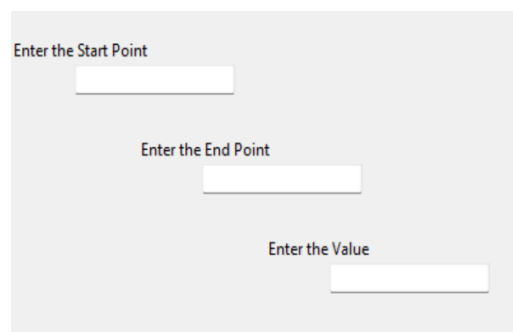 Enter the Start Point
Enter the End Point
Enter the Value